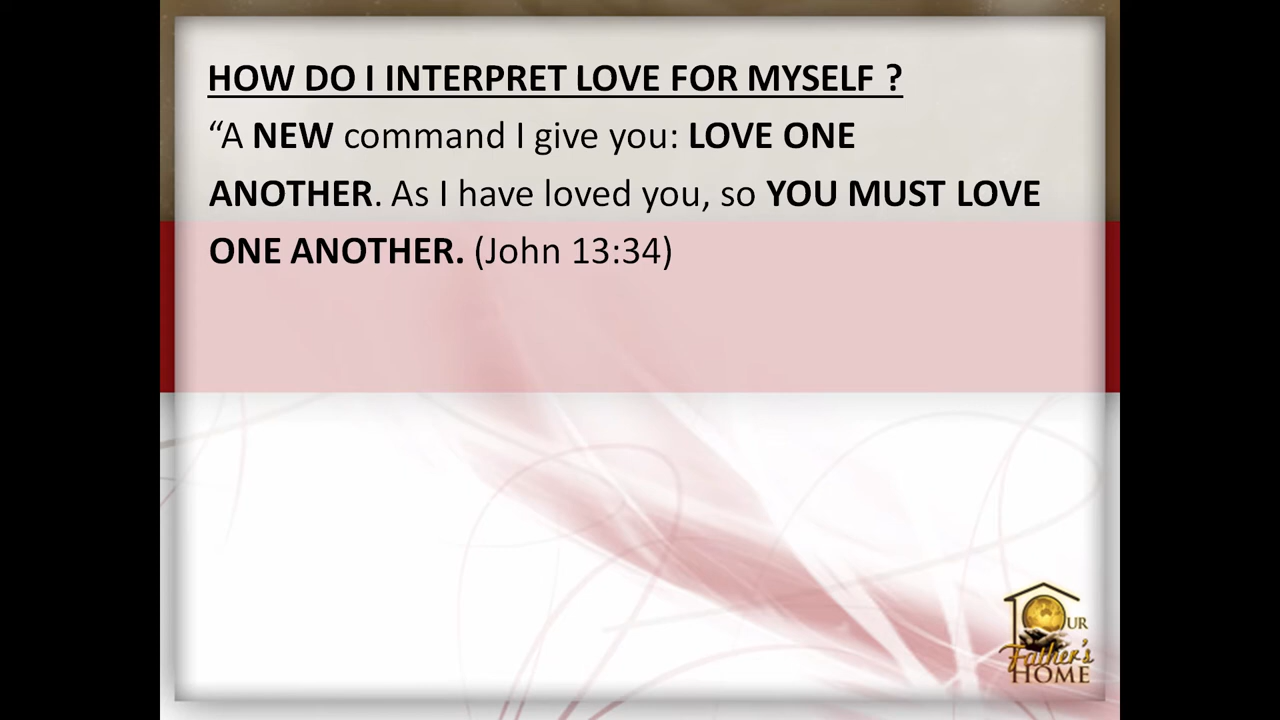 HOW DO I INTERPRET LOVE FOR MYSELF ?
“A NEW command I give you: LOVE ONE
ANOTHER. As I have loved you, so YOU MUST LOVE
ONE ANOTHER. (John 13:34)
OUR
Father's
HOME